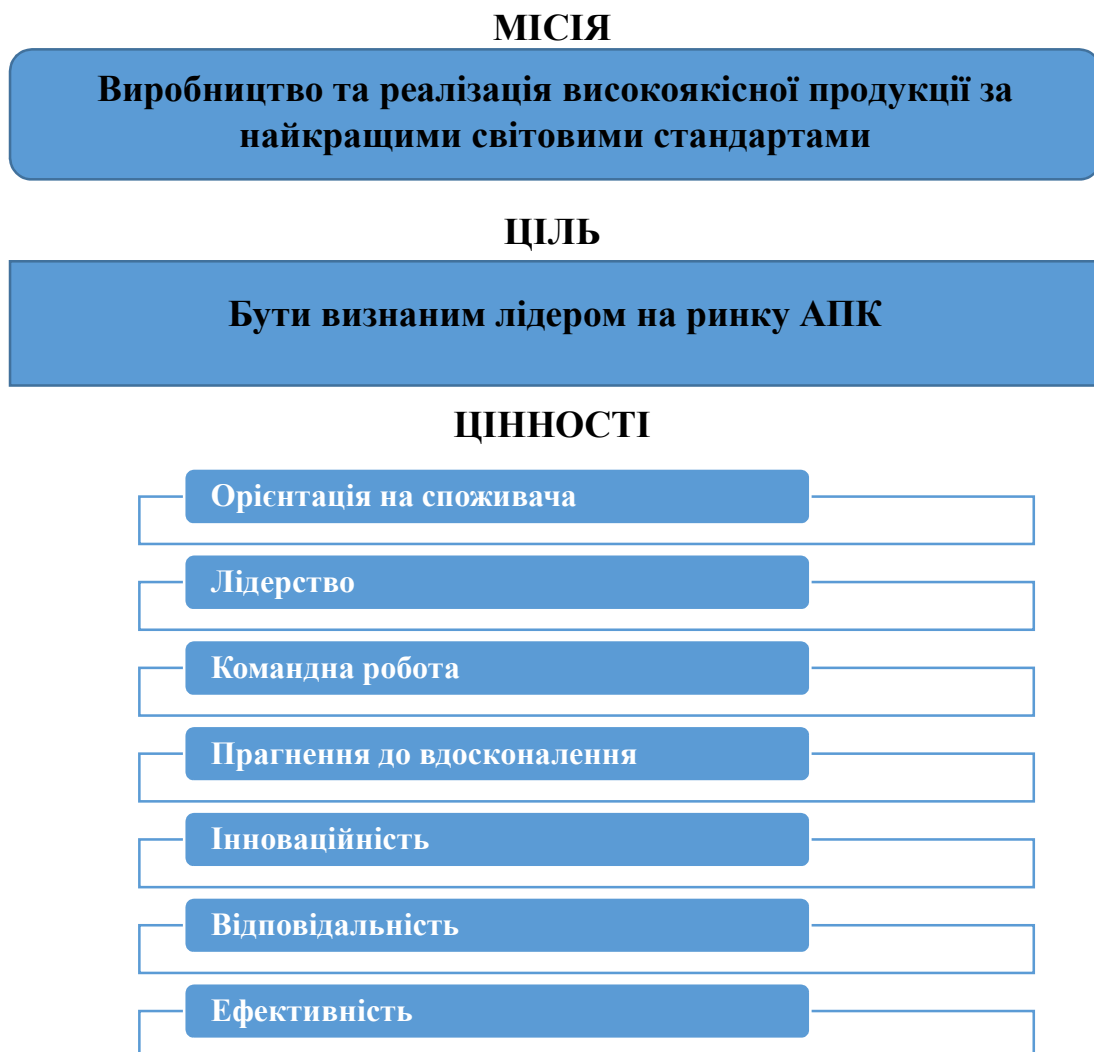 МІСІЯ
Виробництво та реалізація високоякісної продукції за
найкращими світовими стандартами
ЦІЛЬ
Бути визнаним лідером на ринку АПК
ЦІННОСТІ
Орієнтація на споживача
Лідерство
Командна робота
Прагнення до вдосконалення
Інноваційність
Відповідальність
Ефективність